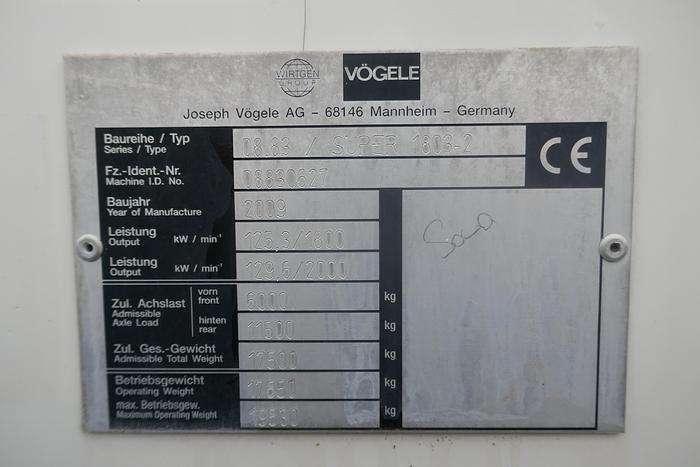 WIRTGEN
GROUP
VÖGELE
Joseph Vögele AG – 68146 Mannheim – Germany
Baureihe / Typ
Series / Type
08.83 / SUPER 1803-2
CE
Fz.-Ident.-Nr.
Machine I.D. No.
08830627
Baujahr
Year of Manufacture
2009
Leistung
Output
kW / min⁻¹
125.3/1800
Leistung
Output
kW / min⁻¹
129.6/2000
Zul. Achslast
Admissible
Axle Load
vorn
front
6000
kg
hinten
rear
11500
kg
Zul. Ges.-Gewicht
Admissible Total Weight
17500
kg
Betriebsgewicht
Operating Weight
kg
max. Betriebsgew.
Maximum Operating Weight
19530
kg